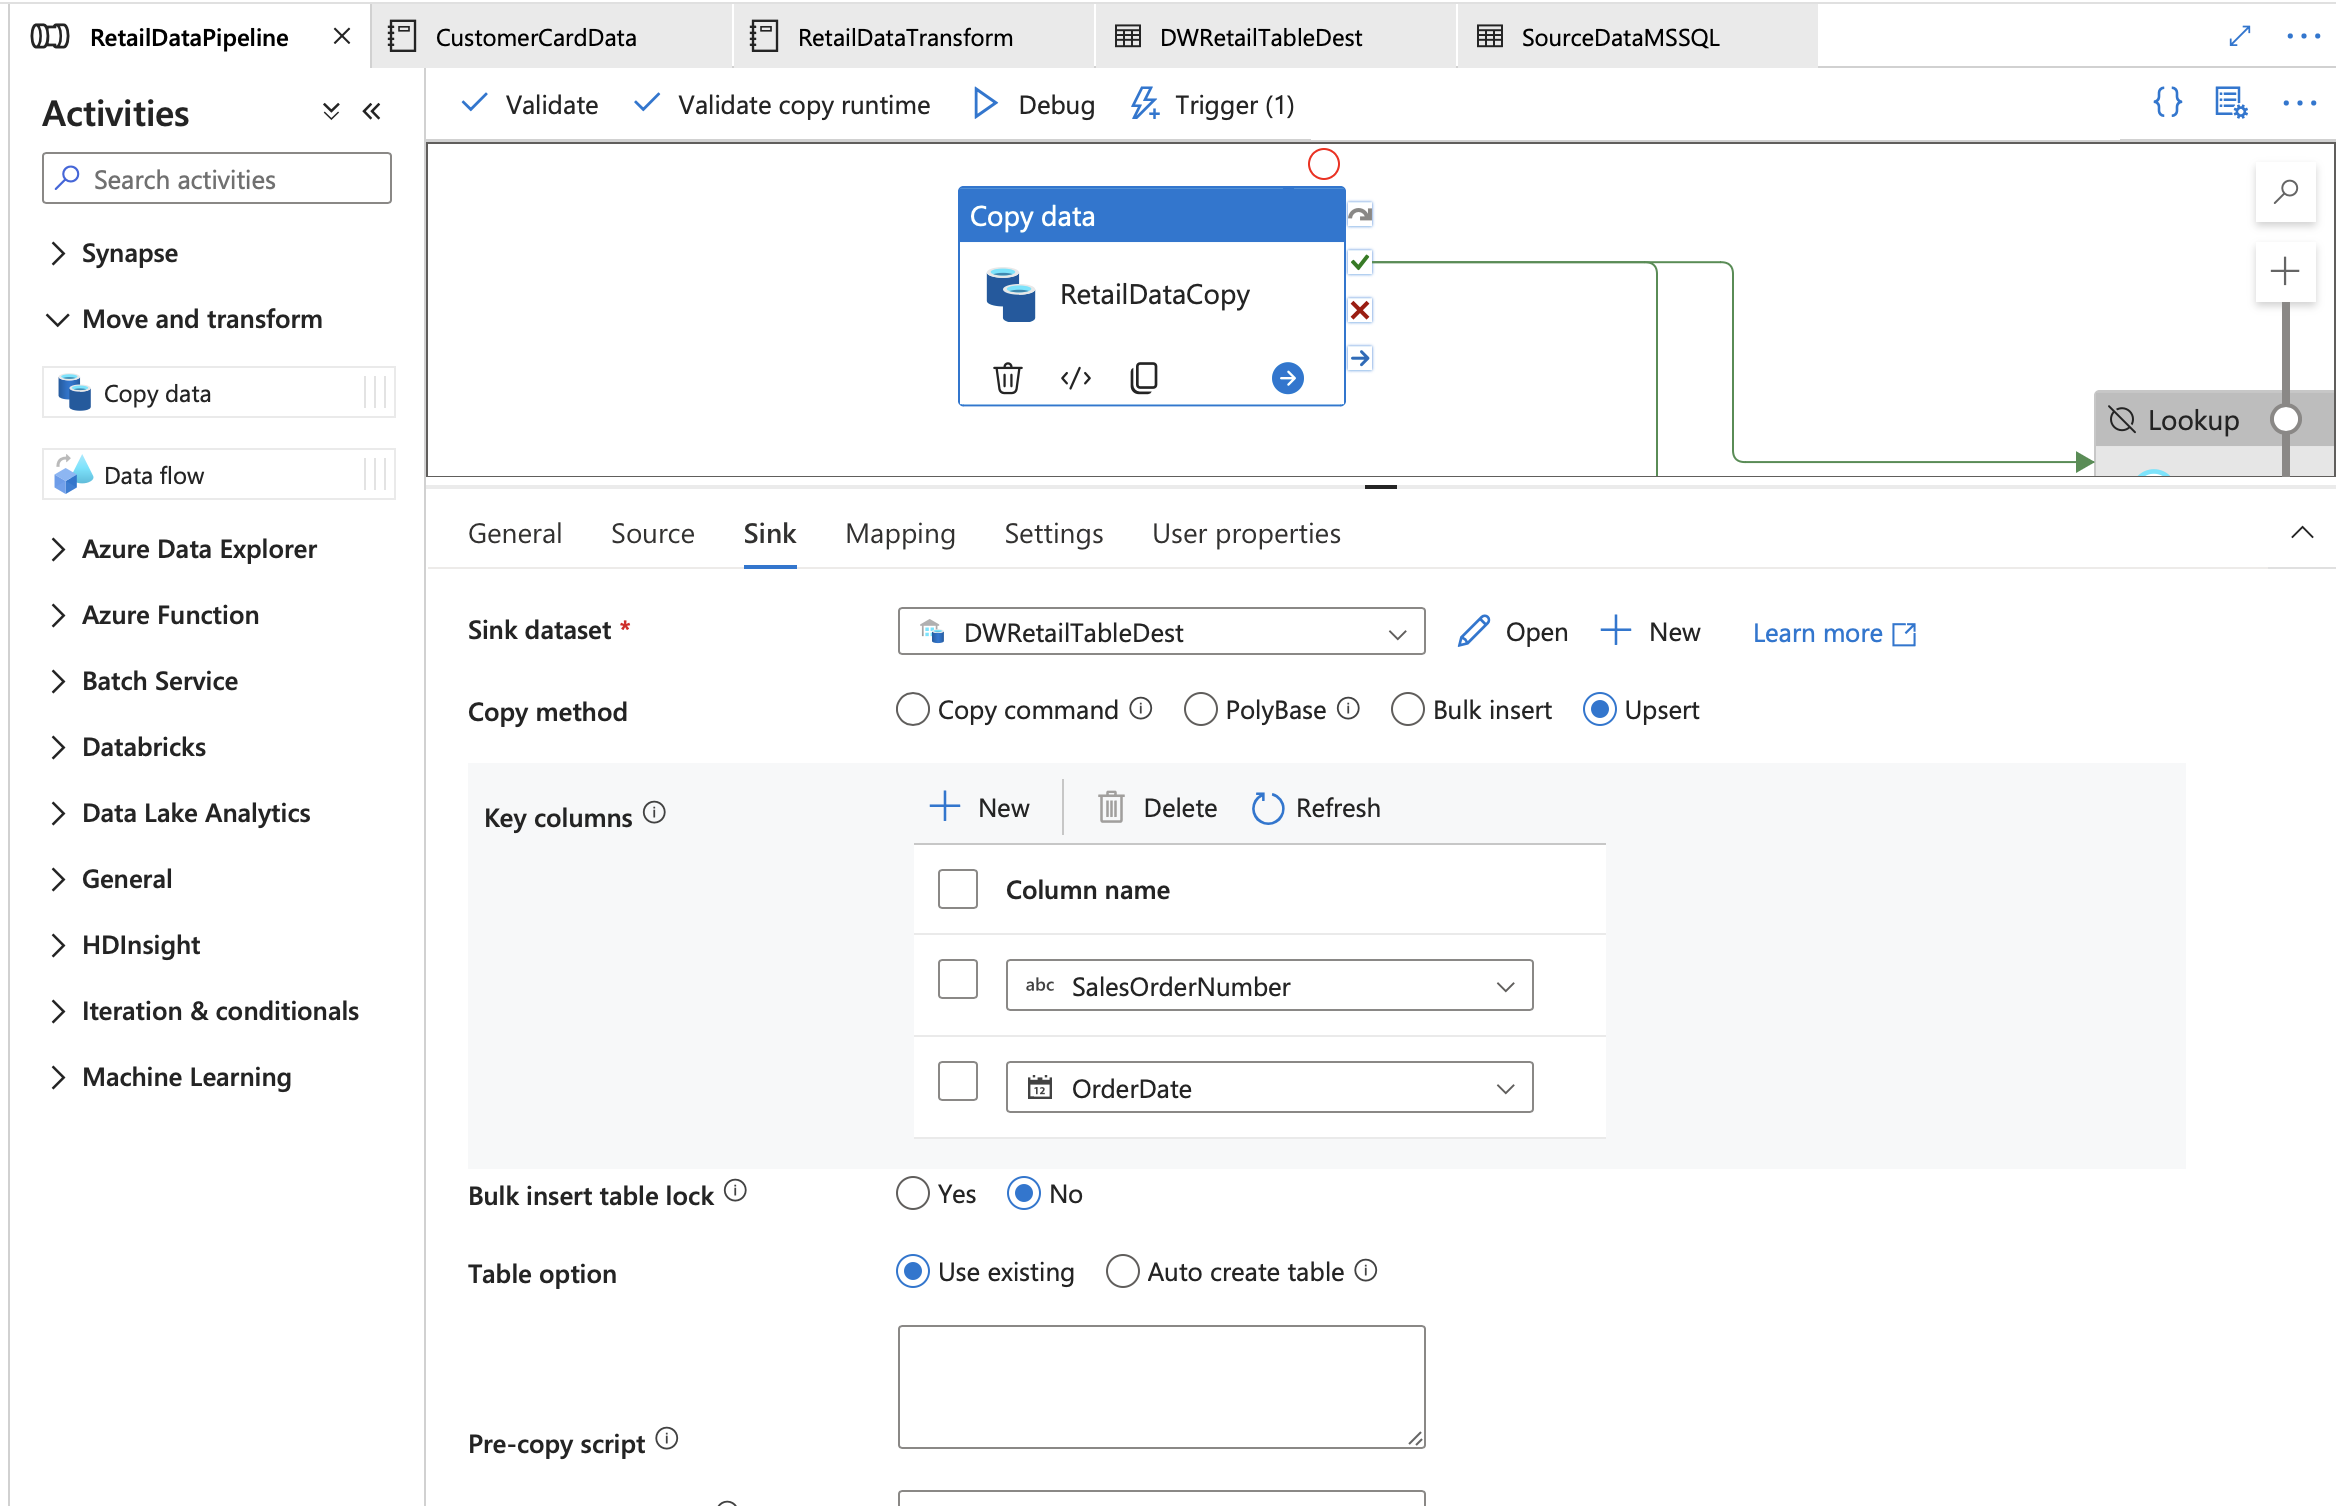 RetailDataPipeline
CustomerCardData
RetailDataTransform
DWRetailTableDest
SourceDataMSSQL
Activities
Validate
Validate copy runtime
Debug
Trigger (1)
Search activities
Synapse
Move and transform
Copy data
Data flow
Azure Data Explorer
Azure Function
Batch Service
Databricks
Data Lake Analytics
General
HDInsight
Iteration & conditionals
Machine Learning
Copy data
RetailDataCopy
Lookup
General
Source
Sink
Mapping
Settings
User properties
Sink dataset *
DWRetailTableDest
Open
New
Learn more
Copy method
Copy command
PolyBase
Bulk insert
Upsert
Key columns
New
Delete
Refresh
Column name
abc SalesOrderNumber
12 OrderDate
Bulk insert table lock
Yes
No
Table option
Use existing
Auto create table
Pre-copy script